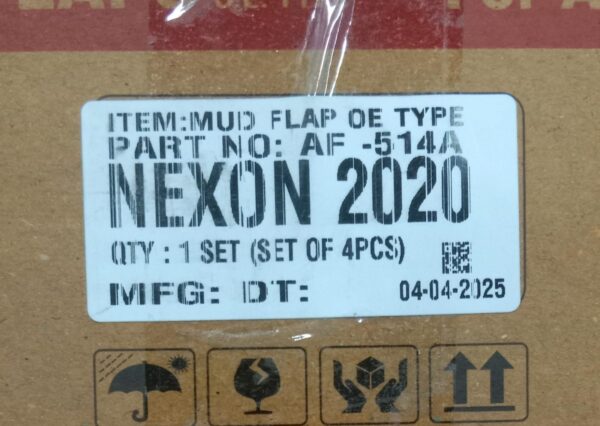 ITEM:MUD FLAP OE TYPE
PART NO: AF -514A
NEXON 2020
QTY : 1 SET (SET OF 4PCS)
MFG: DT: 04-04-2025